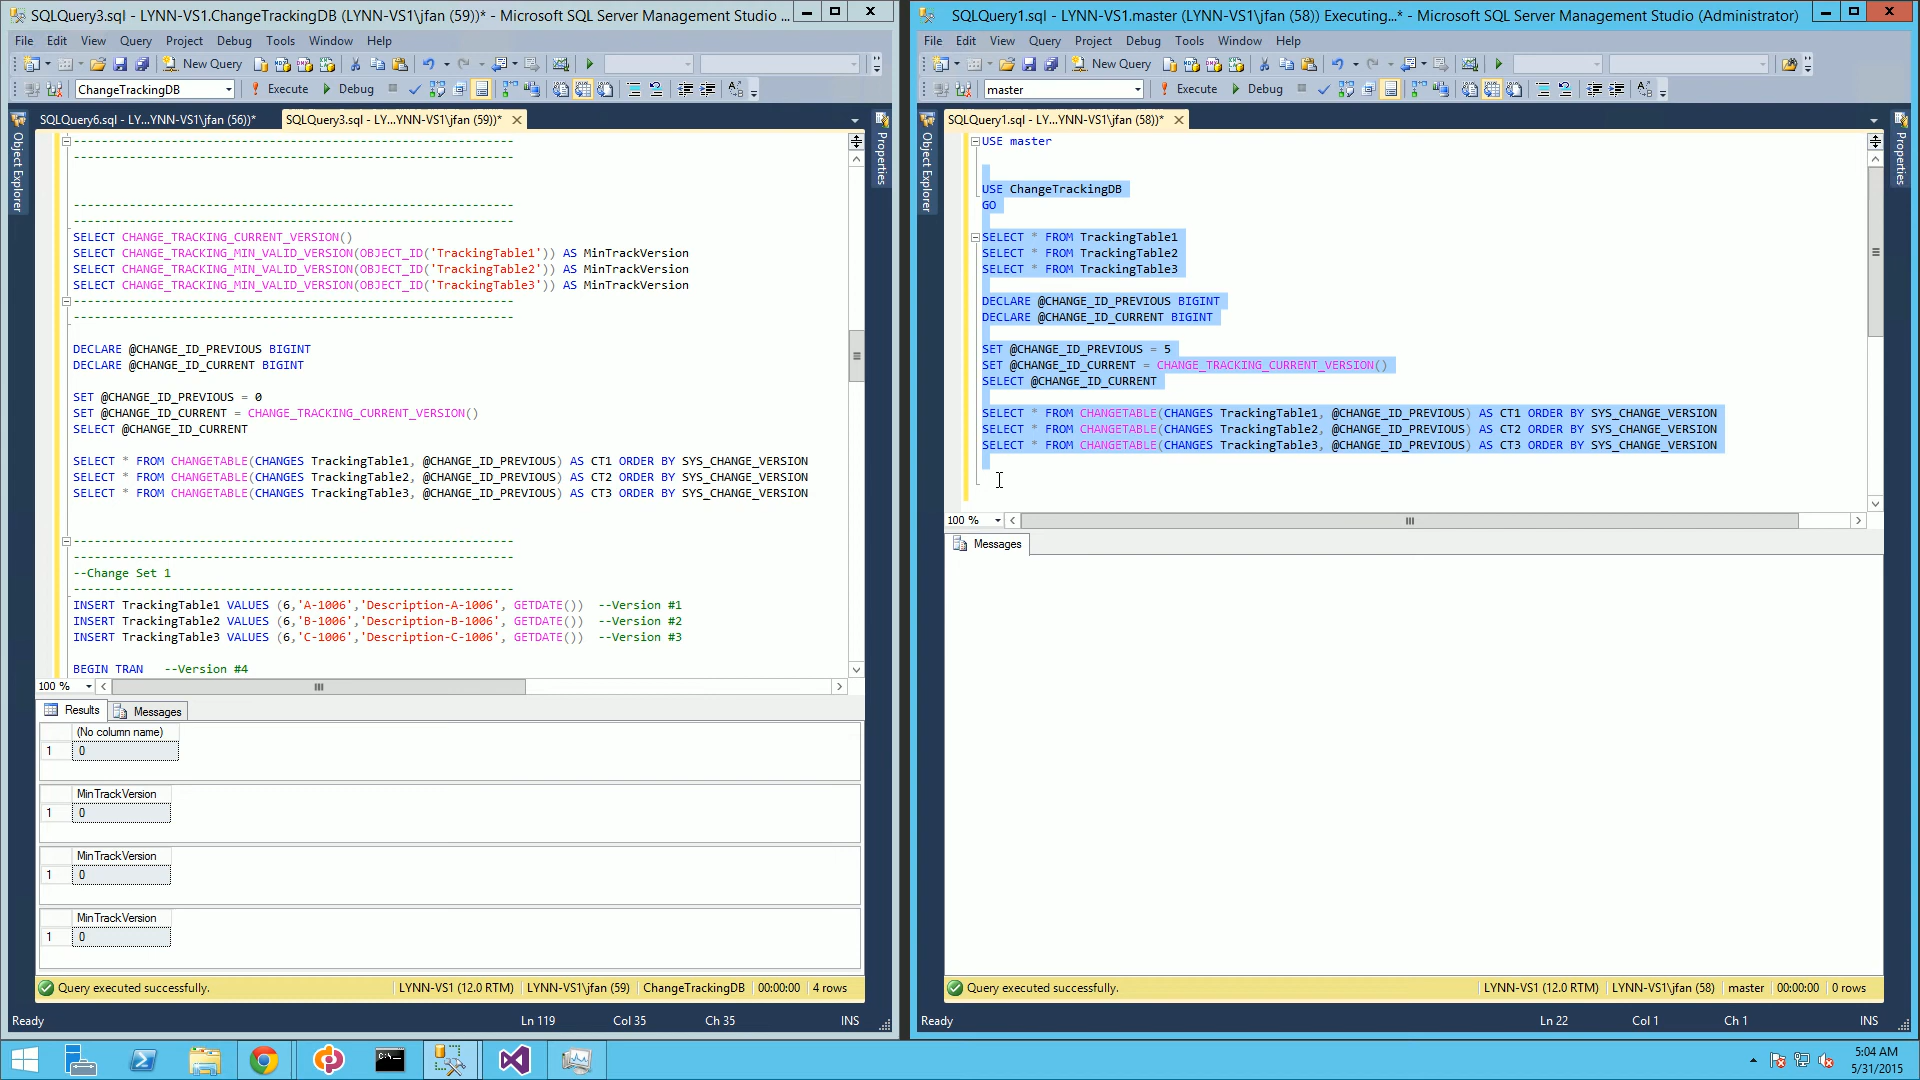 SQLQuery3.sql - LYNN-VS1.ChangeTrackingDB (LYNN-VS1\jfan (59))* - Microsoft SQL Server Management Studio ...
File Edit View Query Project Debug Tools Window Help
New Query
ChangeTrackingDB Execute Debug
SQLQuery6.sql - LY...YNN-VS1\jfan (56))* SQLQuery3.sql - LY...YNN-VS1\jfan (59))*
Object Explorer
Properties
--------------------------------------------------------------
--------------------------------------------------------------
--------------------------------------------------------------
--------------------------------------------------------------
SELECT CHANGE_TRACKING_CURRENT_VERSION()
SELECT CHANGE_TRACKING_MIN_VALID_VERSION(OBJECT_ID('TrackingTable1')) AS MinTrackVersion
SELECT CHANGE_TRACKING_MIN_VALID_VERSION(OBJECT_ID('TrackingTable2')) AS MinTrackVersion
SELECT CHANGE_TRACKING_MIN_VALID_VERSION(OBJECT_ID('TrackingTable3')) AS MinTrackVersion
--------------------------------------------------------------
--------------------------------------------------------------
DECLARE @CHANGE_ID_PREVIOUS BIGINT
DECLARE @CHANGE_ID_CURRENT BIGINT
SET @CHANGE_ID_PREVIOUS = 0
SET @CHANGE_ID_CURRENT = CHANGE_TRACKING_CURRENT_VERSION()
SELECT @CHANGE_ID_CURRENT
SELECT * FROM CHANGETABLE(CHANGES TrackingTable1, @CHANGE_ID_PREVIOUS) AS CT1 ORDER BY SYS_CHANGE_VERSION
SELECT * FROM CHANGETABLE(CHANGES TrackingTable2, @CHANGE_ID_PREVIOUS) AS CT2 ORDER BY SYS_CHANGE_VERSION
SELECT * FROM CHANGETABLE(CHANGES TrackingTable3, @CHANGE_ID_PREVIOUS) AS CT3 ORDER BY SYS_CHANGE_VERSION
--------------------------------------------------------------
--------------------------------------------------------------
--Change Set 1
--------------------------------------------------------------
INSERT TrackingTable1 VALUES (6,'A-1006','Description-A-1006', GETDATE()) --Version #1
INSERT TrackingTable2 VALUES (6,'B-1006','Description-B-1006', GETDATE()) --Version #2
INSERT TrackingTable3 VALUES (6,'C-1006','Description-C-1006', GETDATE()) --Version #3
BEGIN TRAN --Version #4
100 %
Results Messages
(No column name)
1 0
MinTrackVersion
1 0
MinTrackVersion
1 0
MinTrackVersion
1 0
Query executed successfully. LYNN-VS1 (12.0 RTM) LYNN-VS1\jfan (59) ChangeTrackingDB 00:00:00 4 rows
Ready Ln 119 Col 35 Ch 35 INS
SQLQuery1.sql - LYNN-VS1.master (LYNN-VS1\jfan (58)) Executing...* - Microsoft SQL Server Management Studio (Administrator)
File Edit View Query Project Debug Tools Window Help
New Query
master Execute Debug
SQLQuery1.sql - LY...YNN-VS1\jfan (58))*
Object Explorer
Properties
USE master
USE ChangeTrackingDB
GO
SELECT * FROM TrackingTable1
SELECT * FROM TrackingTable2
SELECT * FROM TrackingTable3
DECLARE @CHANGE_ID_PREVIOUS BIGINT
DECLARE @CHANGE_ID_CURRENT BIGINT
SET @CHANGE_ID_PREVIOUS = 5
SET @CHANGE_ID_CURRENT = CHANGE_TRACKING_CURRENT_VERSION()
SELECT @CHANGE_ID_CURRENT
SELECT * FROM CHANGETABLE(CHANGES TrackingTable1, @CHANGE_ID_PREVIOUS) AS CT1 ORDER BY SYS_CHANGE_VERSION
SELECT * FROM CHANGETABLE(CHANGES TrackingTable2, @CHANGE_ID_PREVIOUS) AS CT2 ORDER BY SYS_CHANGE_VERSION
SELECT * FROM CHANGETABLE(CHANGES TrackingTable3, @CHANGE_ID_PREVIOUS) AS CT3 ORDER BY SYS_CHANGE_VERSION
100 %
Messages
Query executed successfully. LYNN-VS1 (12.0 RTM) LYNN-VS1\jfan (58) master 00:00:00 0 rows
Ready Ln 22 Col 1 Ch 1 INS
5:04 AM
5/31/2015